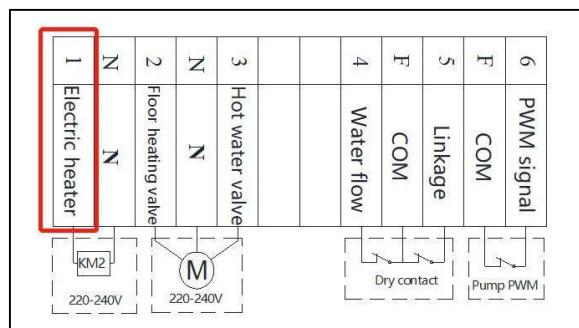 1 N 2 N 3 4 F 5 F 6
Electric heater N Floor heating valve N Hot water valve Water flow COM Linkage COM PWM signal
KM2 M
220-240V 220-240V Dry contact Pump PWM